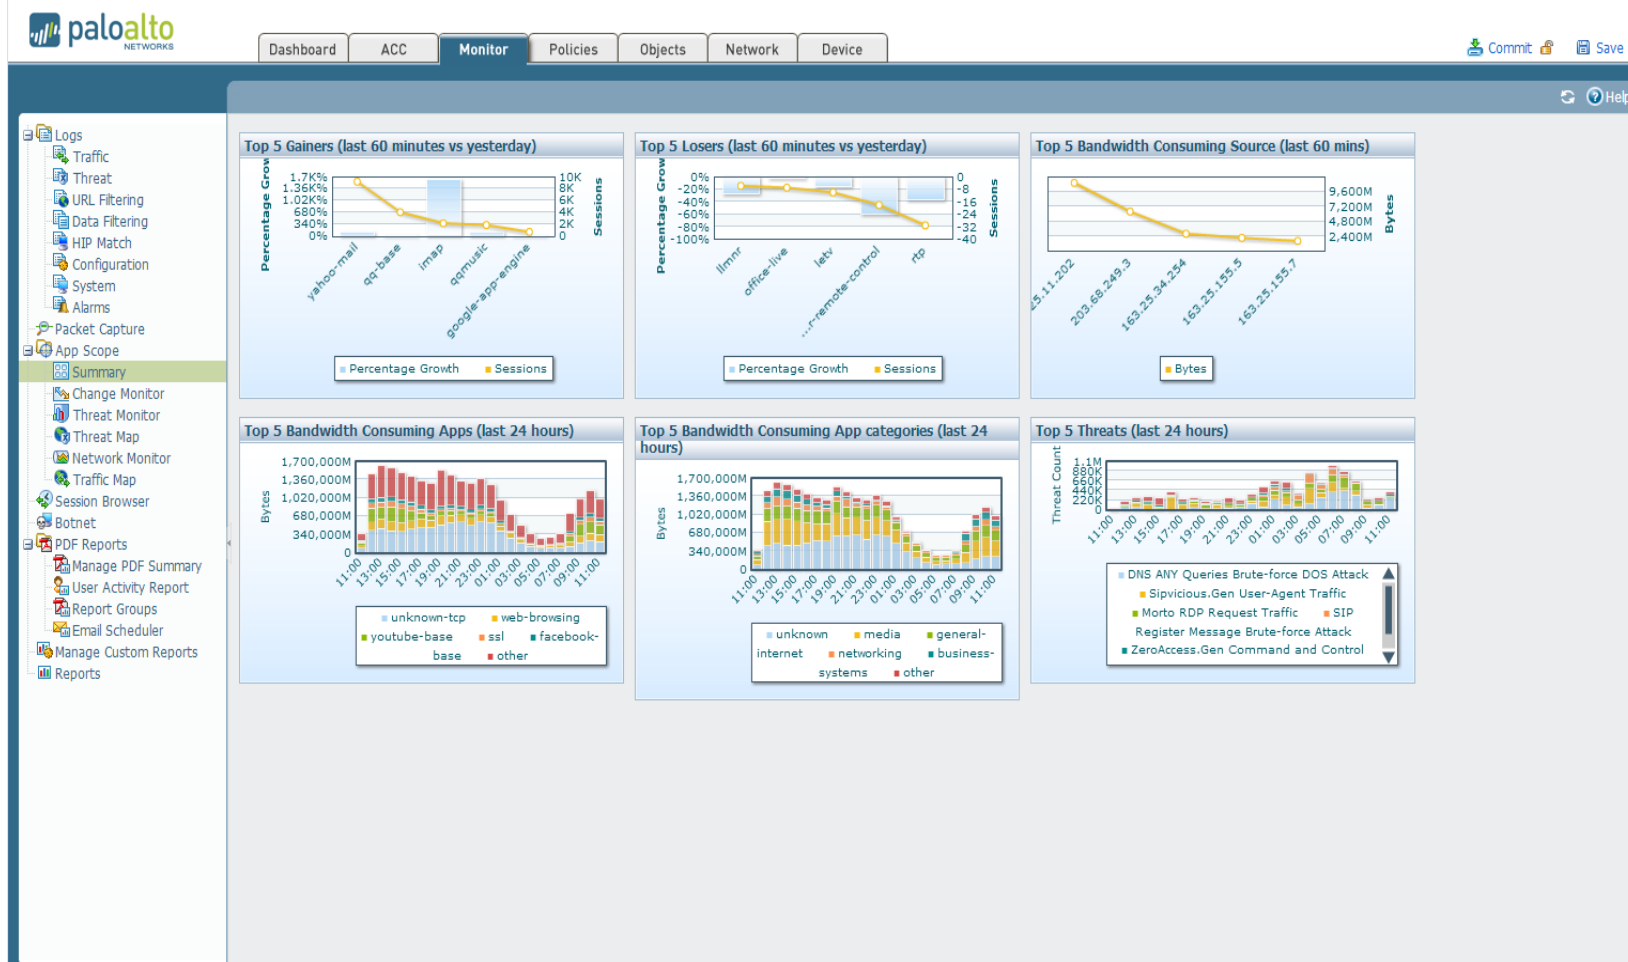 paloalto
NETWORKS
Dashboard
ACC
Monitor
Policies
Objects
Network
Device
Commit
Save
Help
Logs
Traffic
Threat
URL Filtering
Data Filtering
HIP Match
Configuration
System
Alarms
Packet Capture
App Scope
Summary
Change Monitor
Threat Monitor
Threat Map
Network Monitor
Traffic Map
Session Browser
Botnet
PDF Reports
Manage PDF Summary
User Activity Report
Report Groups
Email Scheduler
Manage Custom Reports
Reports
Top 5 Gainers (last 60 minutes vs yesterday)
Percentage Grow
1.7K%
1.36K%
1.02K%
680%
340%
0%
10K
8K
6K
4K
2K
0
Sessions
yahoo-mail
qq-base
imap
qqmusic
google-app-engine
Percentage Growth
Sessions
Top 5 Losers (last 60 minutes vs yesterday)
Percentage Grow
0%
-20%
-40%
-60%
-80%
-100%
0
-8
-16
-24
-32
-40
Sessions
llmnr
office-live
letv
...r-remote-control
rtp
Percentage Growth
Sessions
Top 5 Bandwidth Consuming Source (last 60 mins)
9,600M
7,200M
4,800M
2,400M
Bytes
25.11.202
203.68.249.3
163.25.34.254
163.25.155.5
163.25.155.7
Bytes
Top 5 Bandwidth Consuming Apps (last 24 hours)
Bytes
1,700,000M
1,360,000M
1,020,000M
680,000M
340,000M
0
11:00
13:00
15:00
17:00
19:00
21:00
23:00
01:00
03:00
05:00
07:00
09:00
11:00
unknown-tcp
web-browsing
youtube-base
ssl
facebook-
base
other
Top 5 Bandwidth Consuming App categories (last 24
hours)
Bytes
1,700,000M
1,360,000M
1,020,000M
680,000M
340,000M
0
11:00
13:00
15:00
17:00
19:00
21:00
23:00
01:00
03:00
05:00
07:00
09:00
11:00
unknown
media
general-
internet
networking
business-
systems
other
Top 5 Threats (last 24 hours)
Threat Count
1.1M
880K
660K
440K
220K
0
11:00
13:00
15:00
17:00
19:00
21:00
23:00
01:00
03:00
05:00
07:00
09:00
11:00
DNS ANY Queries Brute-force DOS Attack
Sipvicious.Gen User-Agent Traffic
Morto RDP Request Traffic
SIP
Register Message Brute-force Attack
ZeroAccess.Gen Command and Control